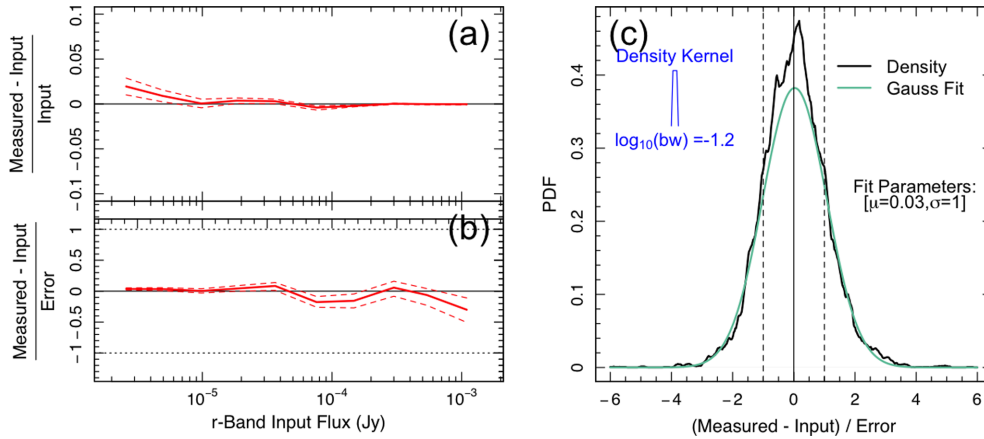 (a)
Measured - Input
Input
0.1
0.05
0
−0.05
−0.1
(b)
Measured - Input
Error
1
0.5
0
−0.5
−1
10⁻⁵
10⁻⁴
10⁻³
r-Band Input Flux (Jy)
(c)
Density Kernel
log₁₀(bw) =-1.2
Density
Gauss Fit
Fit Parameters:
[μ=0.03,σ=1]
PDF
0.4
0.3
0.2
0.1
0
−6
−4
−2
0
2
4
6
(Measured - Input) / Error